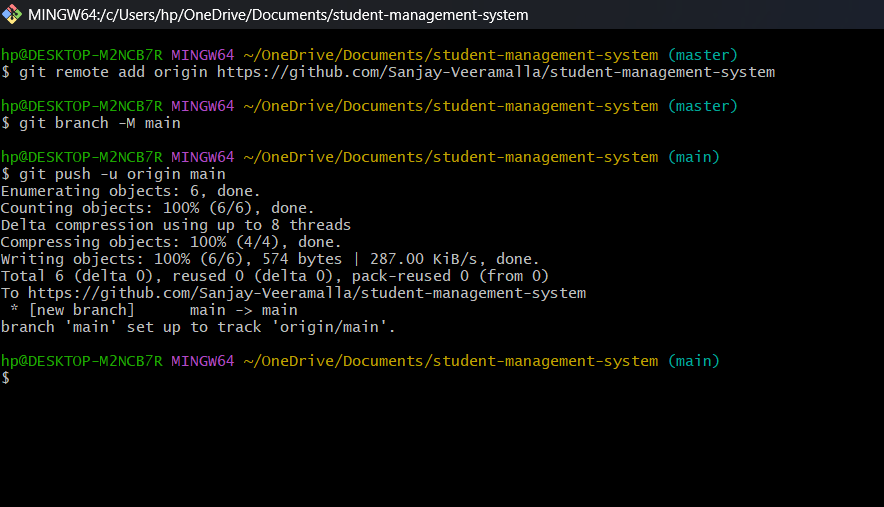 MINGW64:/c/Users/hp/OneDrive/Documents/student-management-system
hp@DESKTOP-M2NCB7R MINGW64 ~/OneDrive/Documents/student-management-system (master)
$ git remote add origin https://github.com/Sanjay-Veeramalla/student-management-system
hp@DESKTOP-M2NCB7R MINGW64 ~/OneDrive/Documents/student-management-system (master)
$ git branch -M main
hp@DESKTOP-M2NCB7R MINGW64 ~/OneDrive/Documents/student-management-system (main)
$ git push -u origin main
Enumerating objects: 6, done.
Counting objects: 100% (6/6), done.
Delta compression using up to 8 threads
Compressing objects: 100% (4/4), done.
Writing objects: 100% (6/6), 574 bytes | 287.00 KiB/s, done.
Total 6 (delta 0), reused 0 (delta 0), pack-reused 0 (from 0)
To https://github.com/Sanjay-Veeramalla/student-management-system
 * [new branch]      main -> main
branch 'main' set up to track 'origin/main'.
hp@DESKTOP-M2NCB7R MINGW64 ~/OneDrive/Documents/student-management-system (main)
$